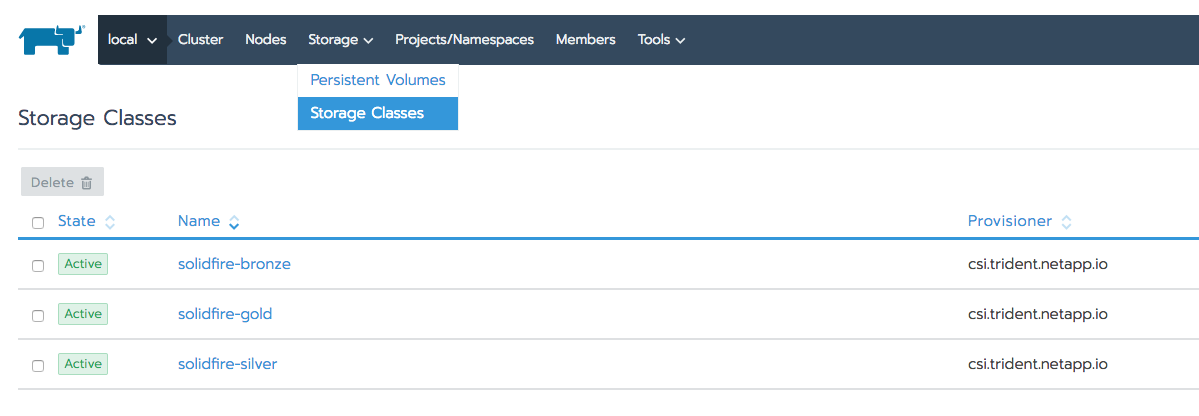 local Cluster Nodes Storage Projects/Namespaces Members Tools
Persistent Volumes
Storage Classes
Storage Classes
Delete
State Name Provisioner
Active solidfire-bronze csi.trident.netapp.io
Active solidfire-gold csi.trident.netapp.io
Active solidfire-silver csi.trident.netapp.io